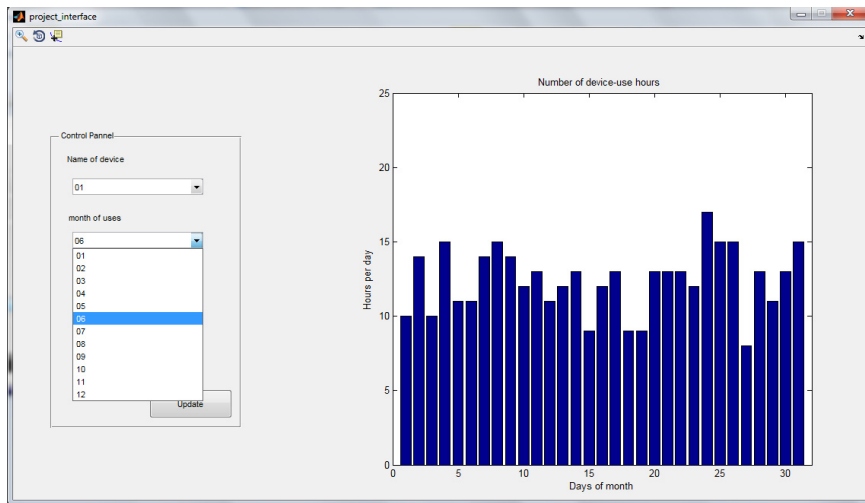 project_interface
Control Pannel
Name of device
01
month of uses
06
01
02
03
04
05
06
07
08
09
10
11
12
Update
Number of device-use hours
25
20
15
10
5
0
Hours per day
0 5 10 15 20 25 30
Days of month